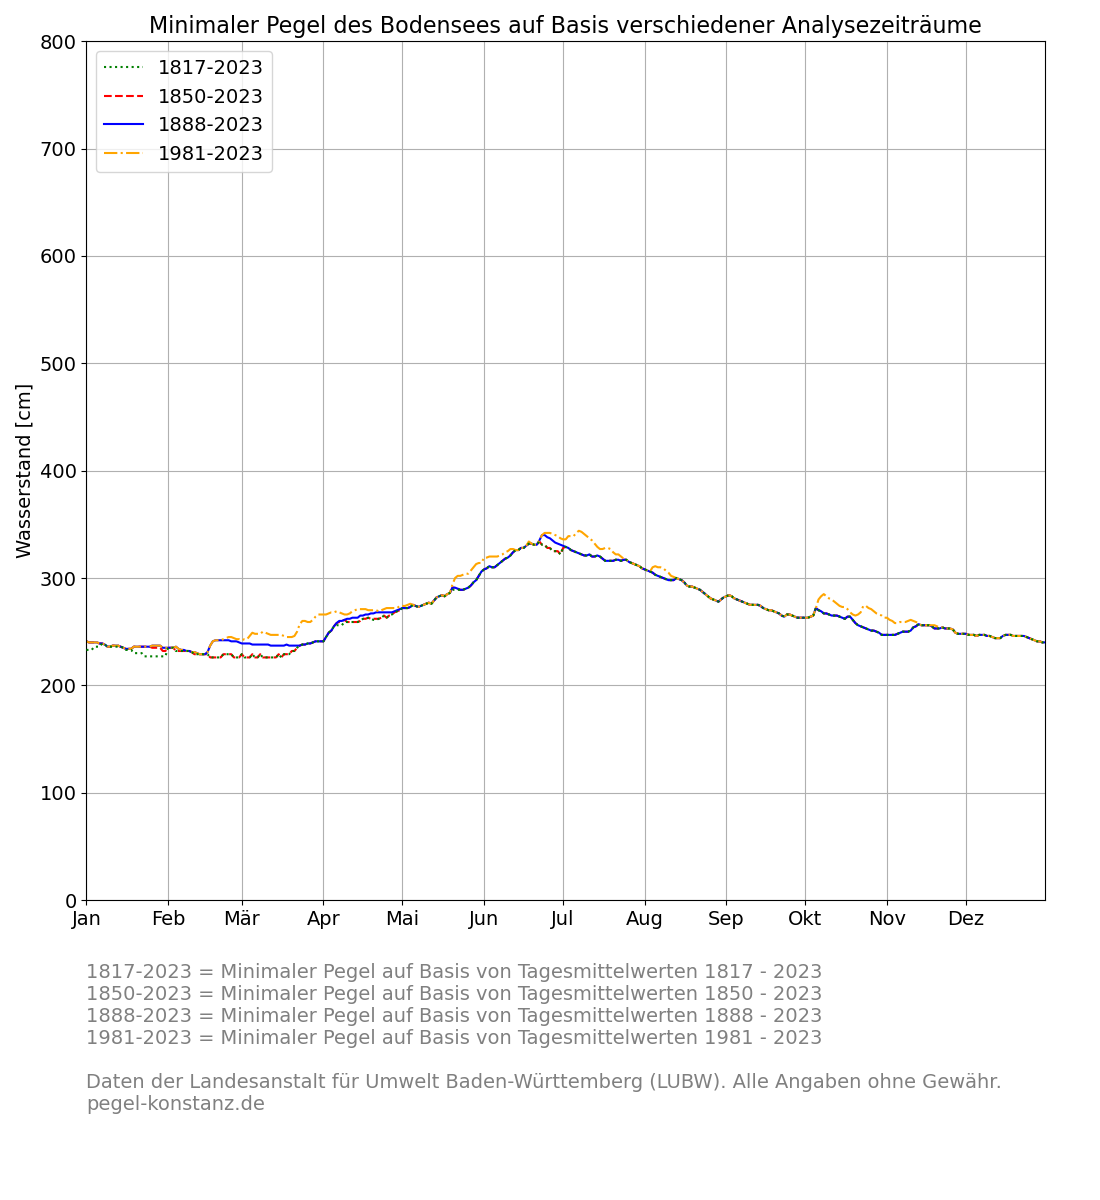 Minimaler Pegel des Bodensees auf Basis verschiedener Analysezeiträume
800
700
600
500
400
300
200
100
0
Wasserstand [cm]
1817-2023
1850-2023
1888-2023
1981-2023
Jan Feb Mär Apr Mai Jun Jul Aug Sep Okt Nov Dez
1817-2023 = Minimaler Pegel auf Basis von Tagesmittelwerten 1817 - 2023
1850-2023 = Minimaler Pegel auf Basis von Tagesmittelwerten 1850 - 2023
1888-2023 = Minimaler Pegel auf Basis von Tagesmittelwerten 1888 - 2023
1981-2023 = Minimaler Pegel auf Basis von Tagesmittelwerten 1981 - 2023
Daten der Landesanstalt für Umwelt Baden-Württemberg (LUBW). Alle Angaben ohne Gewähr.
pegel-konstanz.de